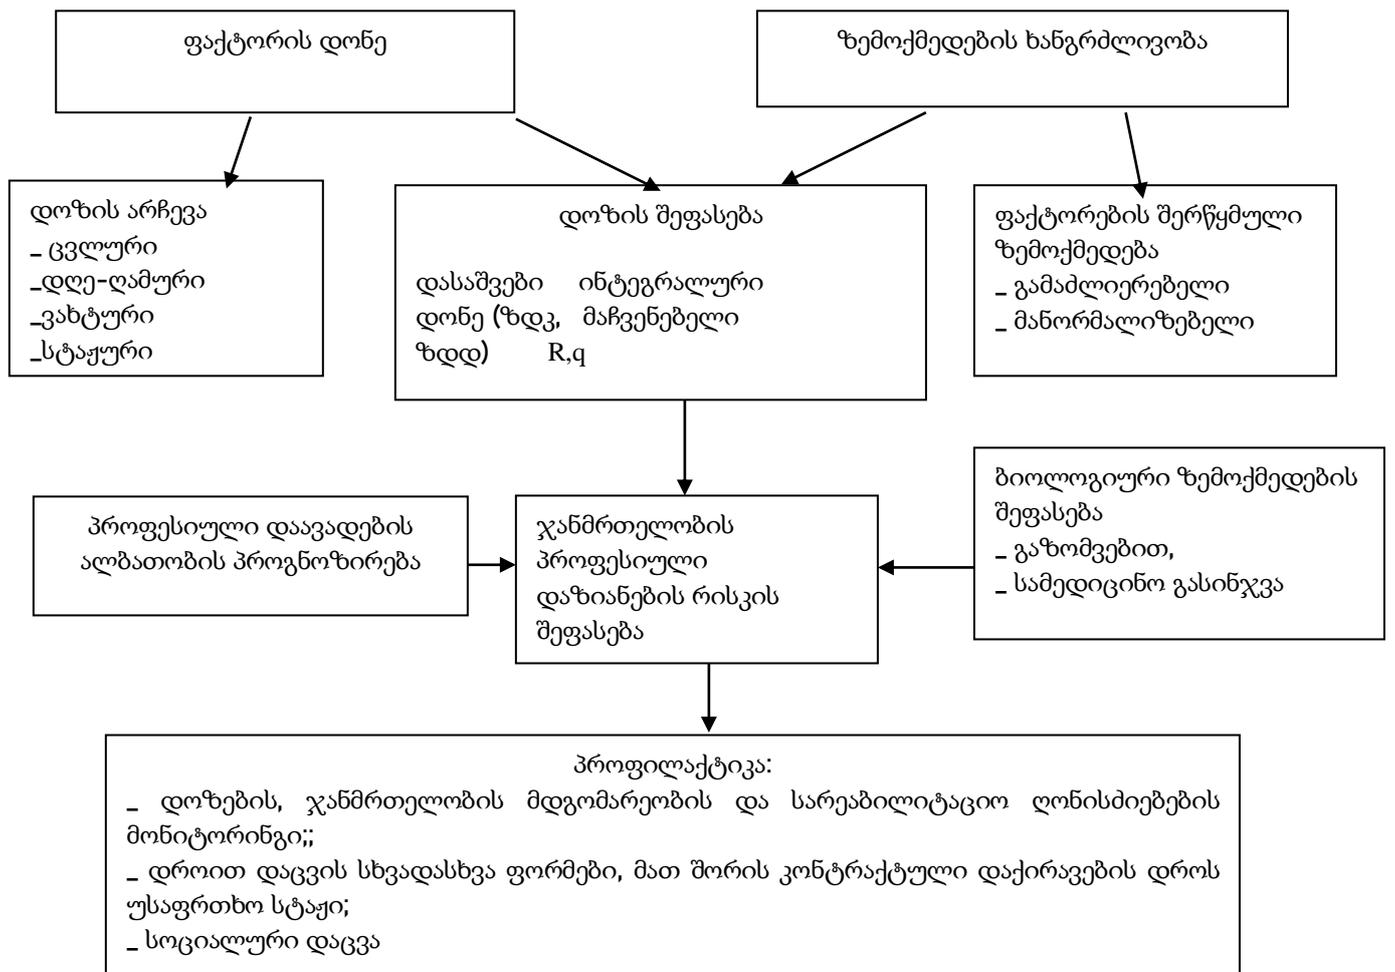 ფაქტორის დონე
ზემოქმედების ხანგრძლივობა
დოზის არჩევა
_ ცვლური
_დღე-ღამური
_ვახტური
_სტაჟური
დოზის შეფასება
დასაშვები ინტეგრალური
დონე (ზდკ, მაჩვენებელი
ზდდ) R,q
ფაქტორების შერწყმული
ზემოქმედება
_ გამაძლიერებელი
_ მანორმალიზებელი
პროფესიული დაავადების
ალბათობის პროგნოზირება
ჯანმრთელობის
პროფესიული
დაზიანების რისკის
შეფასება
ბიოლოგიური ზემოქმედების
შეფასება
_ გაზომვებით,
_ სამედიცინო გასინჯვა
პროფილაქტიკა:
_ დოზების, ჯანმრთელობის მდგომარეობის და სარეაბილიტაციო ღონისძიებების
მონიტორინგი;;
_ დროით დაცვის სხვადასხვა ფორმები, მათ შორის კონტრაქტული დაქირავების დროს
უსაფრთხო სტაჟი;
_ სოციალური დაცვა